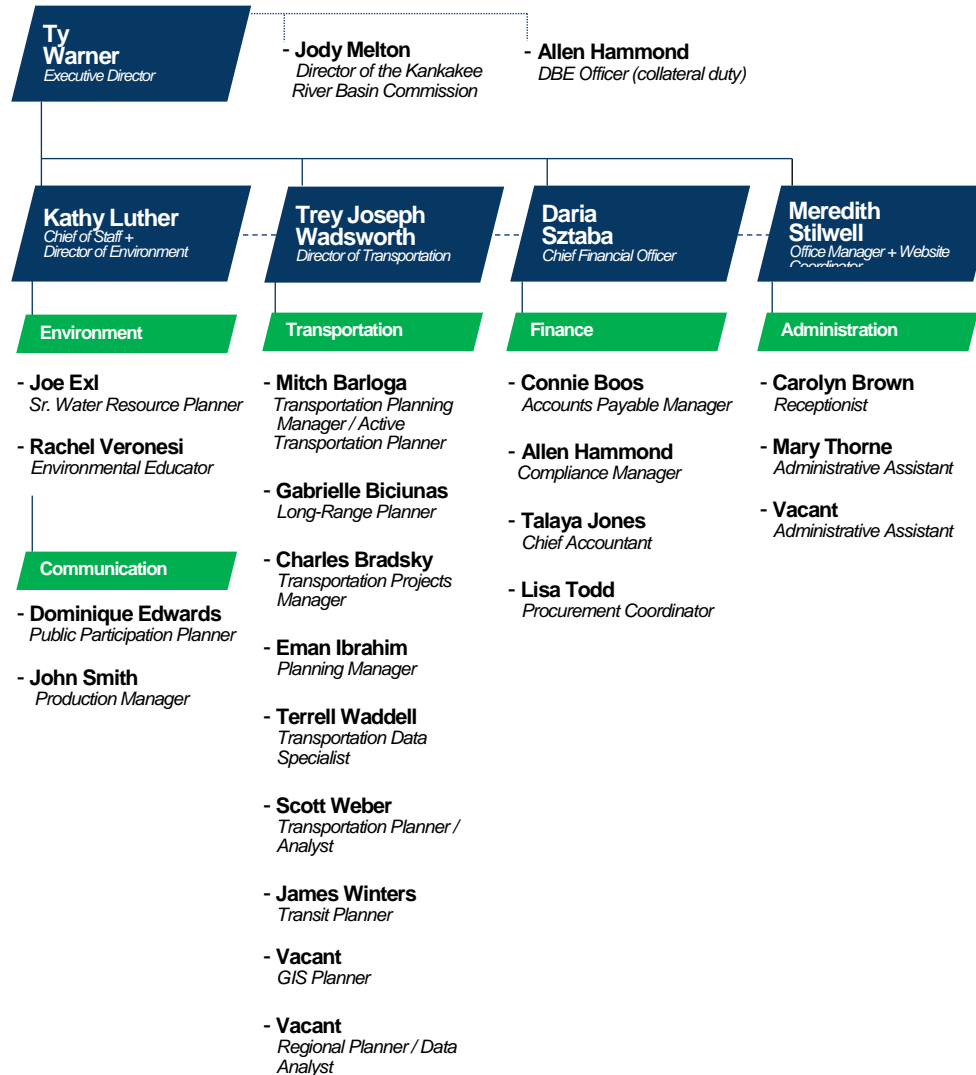 Ty
Warner
Executive Director
- Jody Melton
Director of the Kankakee
River Basin Commission
- Allen Hammond
DBE Officer (collateral duty)
Kathy Luther
Chief of Staff +
Director of Environment
Trey Joseph
Wadsworth
Director of Transportation
Daria
Sztaba
Chief Financial Officer
Meredith
Stilwell
Office Manager + Website
Coordinator
Environment
- Joe Exl
Sr. Water Resource Planner
- Rachel Veronesi
Environmental Educator
Communication
- Dominique Edwards
Public Participation Planner
- John Smith
Production Manager
Transportation
- Mitch Barloga
Transportation Planning
Manager / Active
Transportation Planner
- Gabrielle Biciunas
Long-Range Planner
- Charles Bradsky
Transportation Projects
Manager
- Eman Ibrahim
Planning Manager
- Terrell Waddell
Transportation Data
Specialist
- Scott Weber
Transportation Planner /
Analyst
- James Winters
Transit Planner
- Vacant
GIS Planner
- Vacant
Regional Planner / Data
Analyst
Finance
- Connie Boos
Accounts Payable Manager
- Allen Hammond
Compliance Manager
- Talaya Jones
Chief Accountant
- Lisa Todd
Procurement Coordinator
Administration
- Carolyn Brown
Receptionist
- Mary Thorne
Administrative Assistant
- Vacant
Administrative Assistant